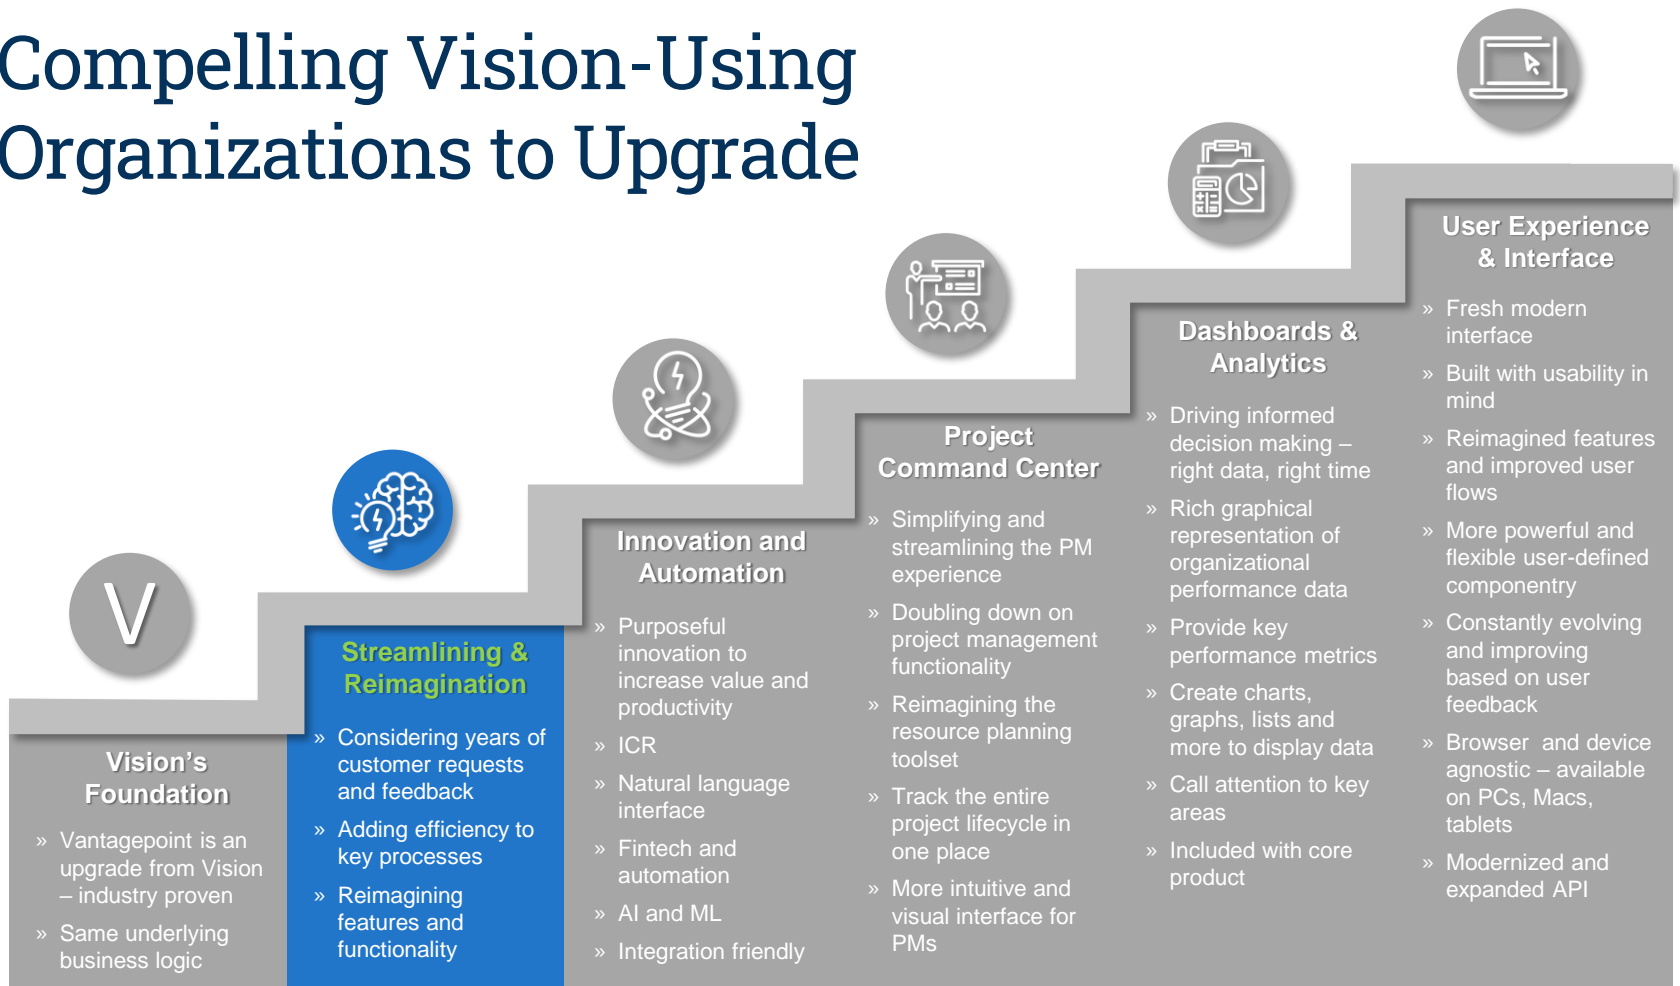 Compelling Vision-Using
Organizations to Upgrade
V
Vision's
Foundation
» Vantagepoint is an
upgrade from Vision
– industry proven
» Same underlying
business logic
Streamlining &
Reimagination
» Considering years of
customer requests
and feedback
» Adding efficiency to
key processes
» Reimagining
features and
functionality
Innovation and
Automation
» Purposeful
innovation to
increase value and
productivity
» ICR
» Natural language
interface
» Fintech and
automation
» AI and ML
» Integration friendly
Project
Command Center
» Simplifying and
streamlining the PM
experience
» Doubling down on
project management
functionality
» Reimagining the
resource planning
toolset
» Track the entire
project lifecycle in
one place
» More intuitive and
visual interface for
PMs
Dashboards &
Analytics
» Driving informed
decision making –
right data, right time
» Rich graphical
representation of
organizational
performance data
» Provide key
performance metrics
» Create charts,
graphs, lists and
more to display data
» Call attention to key
areas
» Included with core
product
User Experience
& Interface
» Fresh modern
interface
» Built with usability in
mind
» Reimagined features
and improved user
flows
» More powerful and
flexible user-defined
componentry
» Constantly evolving
and improving
based on user
feedback
» Browser and device
agnostic – available
on PCs, Macs,
tablets
» Modernized and
expanded API